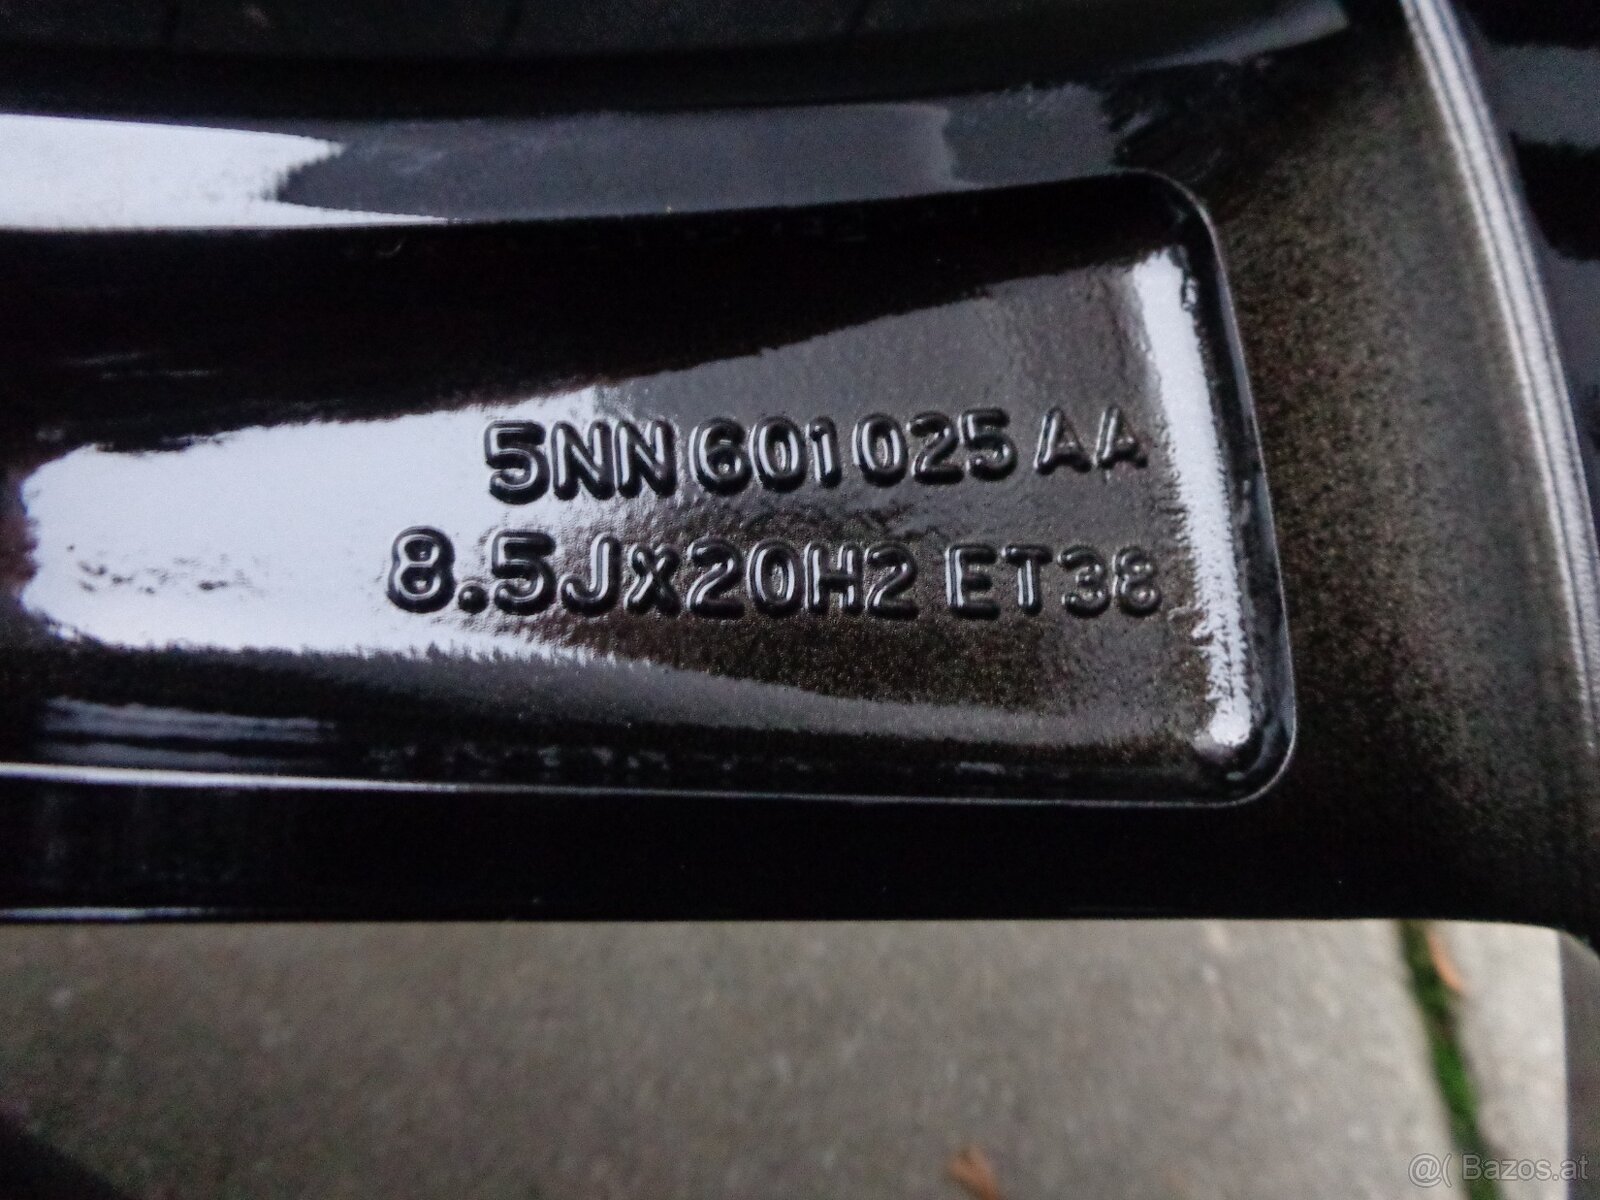 5NN 601 025 AA
8.5Jx20H2 ET38
@( Bazos.at